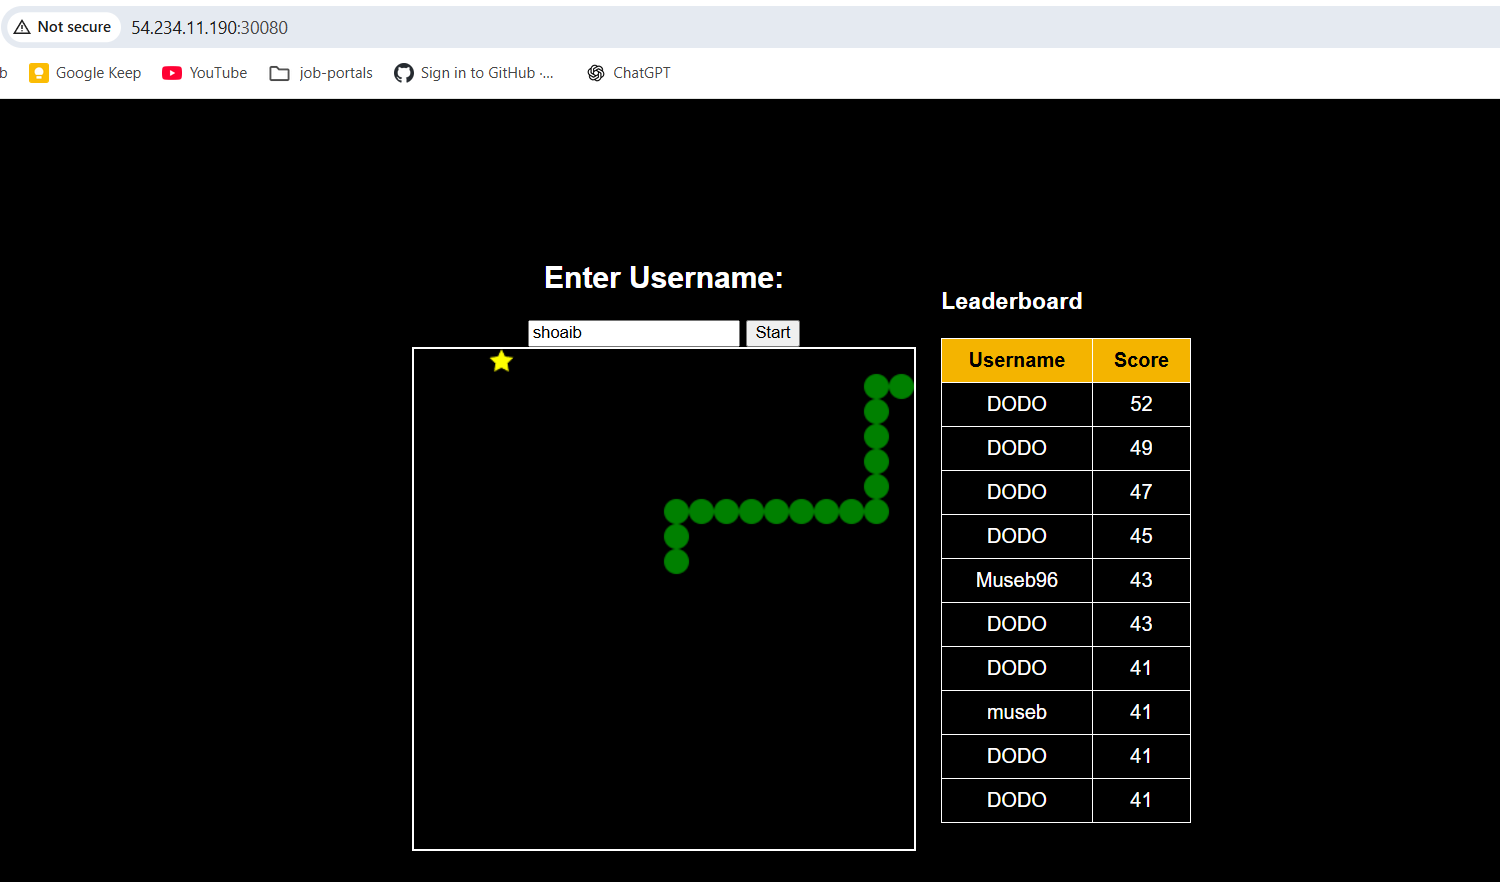 Not secure 54.234.11.190:30080
b Google Keep YouTube job-portals Sign in to GitHub ·... ChatGPT
Enter Username:
shoaib Start
Leaderboard
Username Score
DODO 52
DODO 49
DODO 47
DODO 45
Museb96 43
DODO 43
DODO 41
museb 41
DODO 41
DODO 41